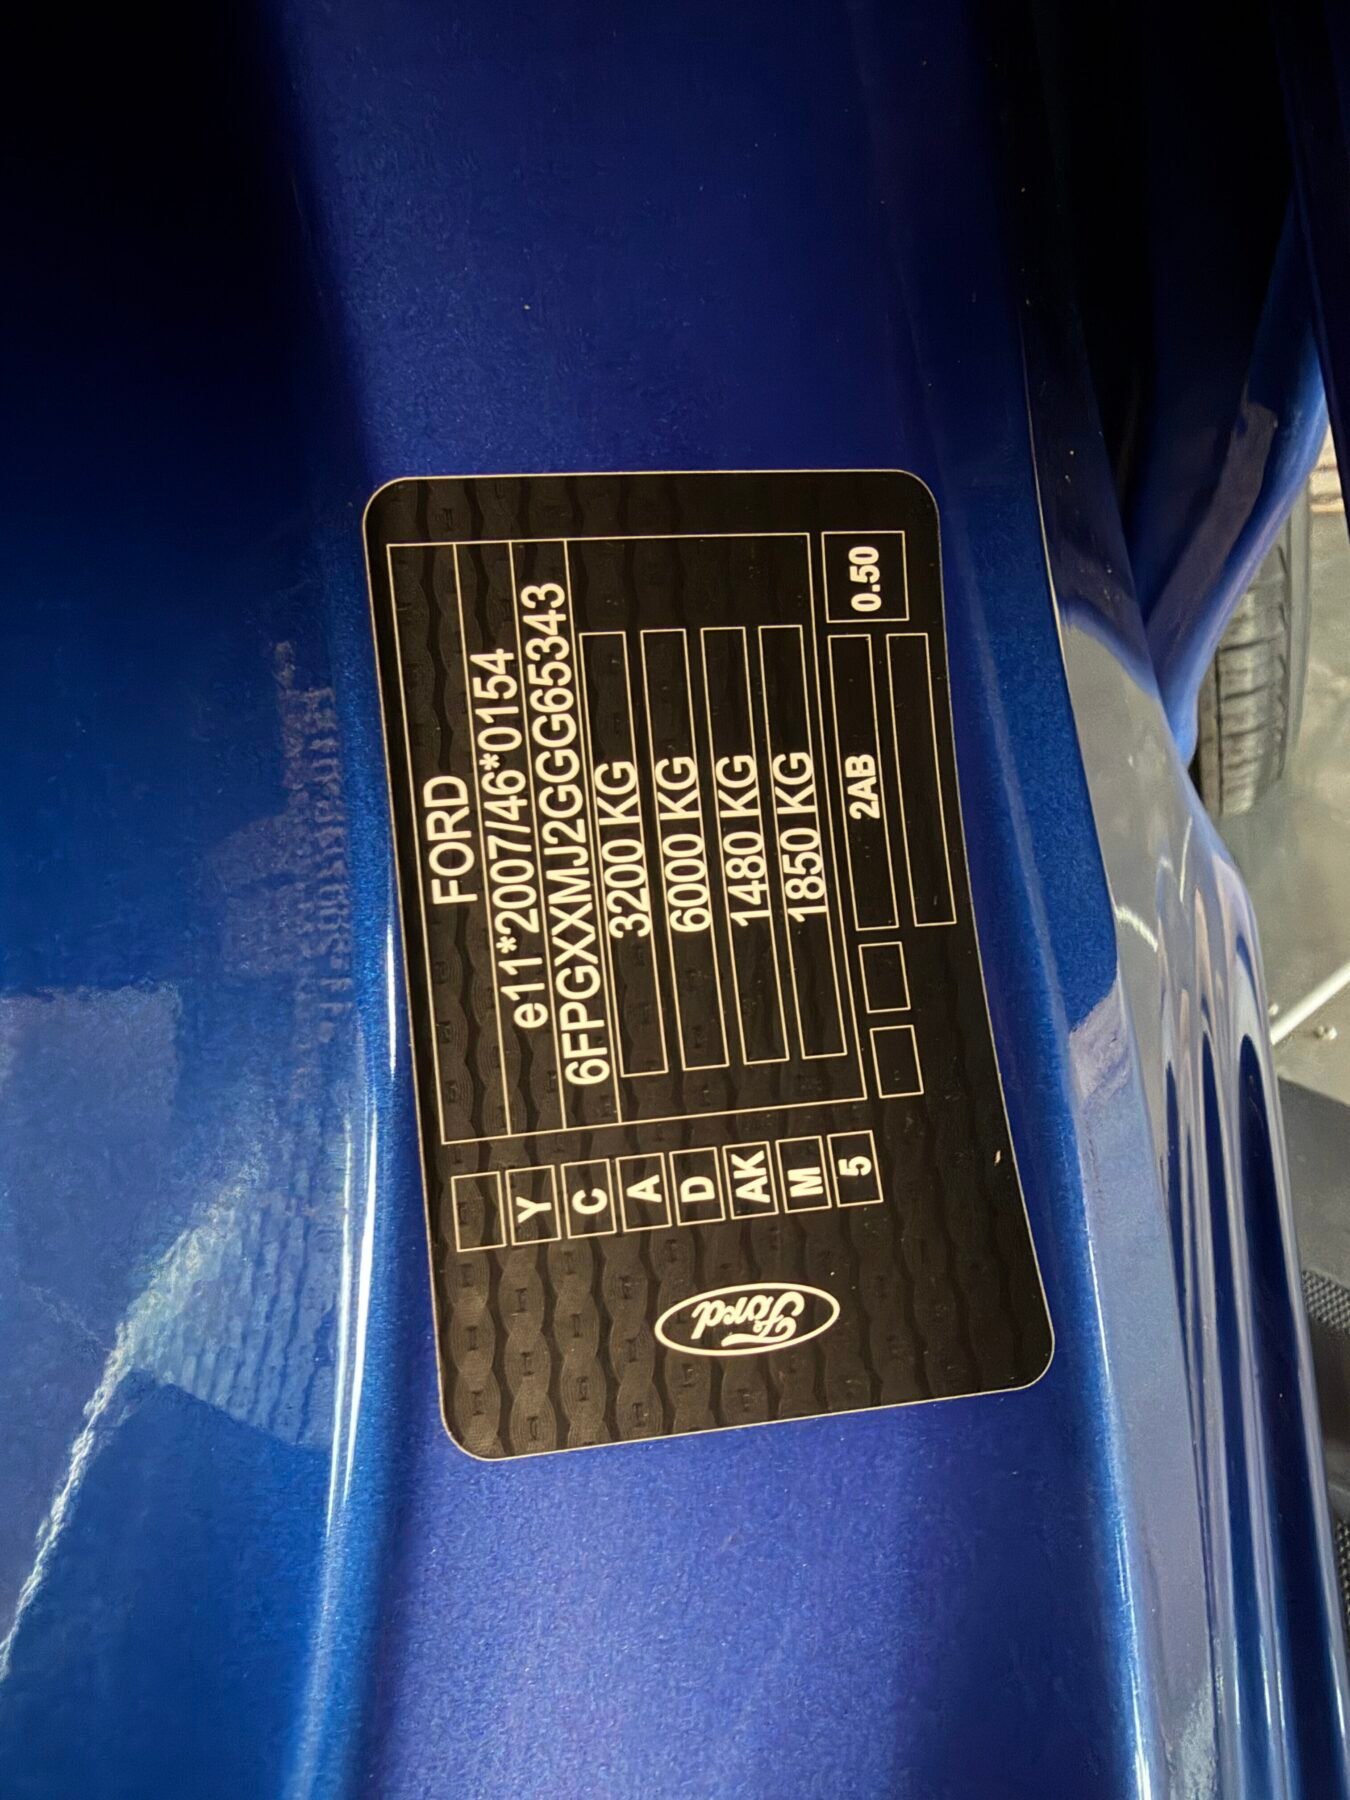 FORD
e11*2007/46*0154
6FPGXXMJ2GGG65343
3200 KG
6000 KG
1480 KG
1850 KG
2AB
0.50
Y
C
A
D
AK
M
5
Ford